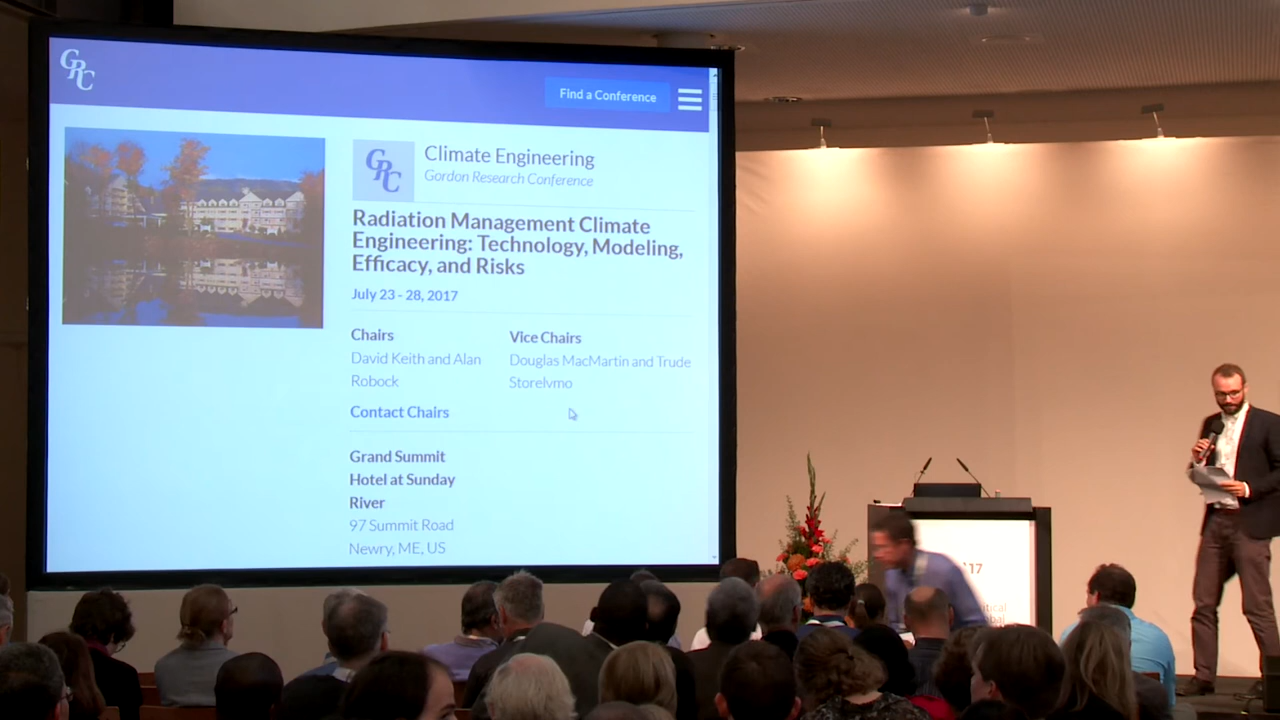 GRC
Find a Conference
GRC
Climate Engineering
Gordon Research Conference
Radiation Management Climate
Engineering: Technology, Modeling,
Efficacy, and Risks
July 23 - 28, 2017
Chairs
David Keith and Alan
Robock
Vice Chairs
Douglas MacMartin and Trude
Storelvmo
Contact Chairs
Grand Summit
Hotel at Sunday
River
97 Summit Road
Newry, ME, US
'17